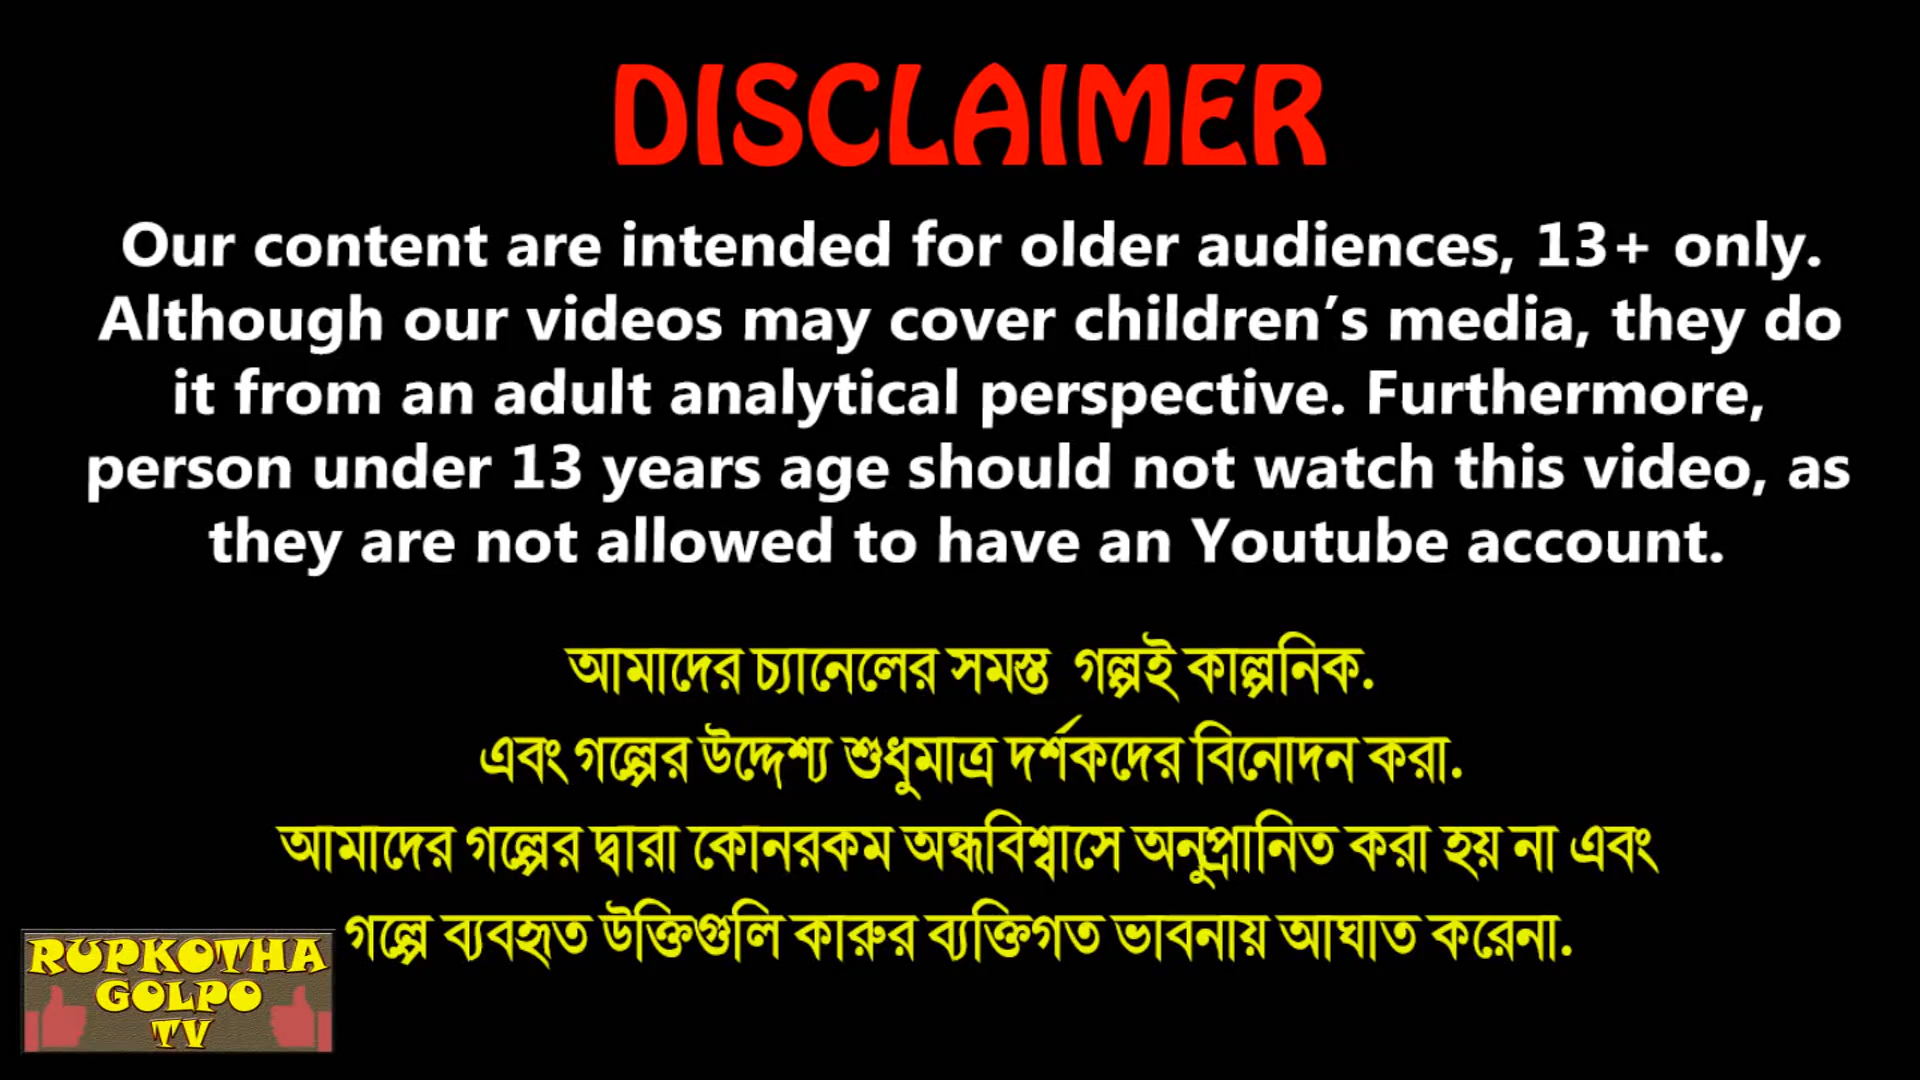 DISCLAIMER
Our content are intended for older audiences, 13+ only.
Although our videos may cover children’s media, they do
it from an adult analytical perspective. Furthermore,
person under 13 years age should not watch this video, as
they are not allowed to have an Youtube account.
আমাদের চ্যানেলের সমস্ত গল্পই কাল্পনিক.
এবং গল্পের উদ্দেশ্য শুধুমাত্র দর্শকদের বিনোদন করা.
আমাদের গল্পের দ্বারা কোনরকম অন্ধবিশ্বাসে অনুপ্রানিত করা হয় না এবং
গল্পে ব্যবহৃত উক্তিগুলি কারুর ব্যক্তিগত ভাবনায় আঘাত করেনা.
RUPKOTHA
GOLPO
TV